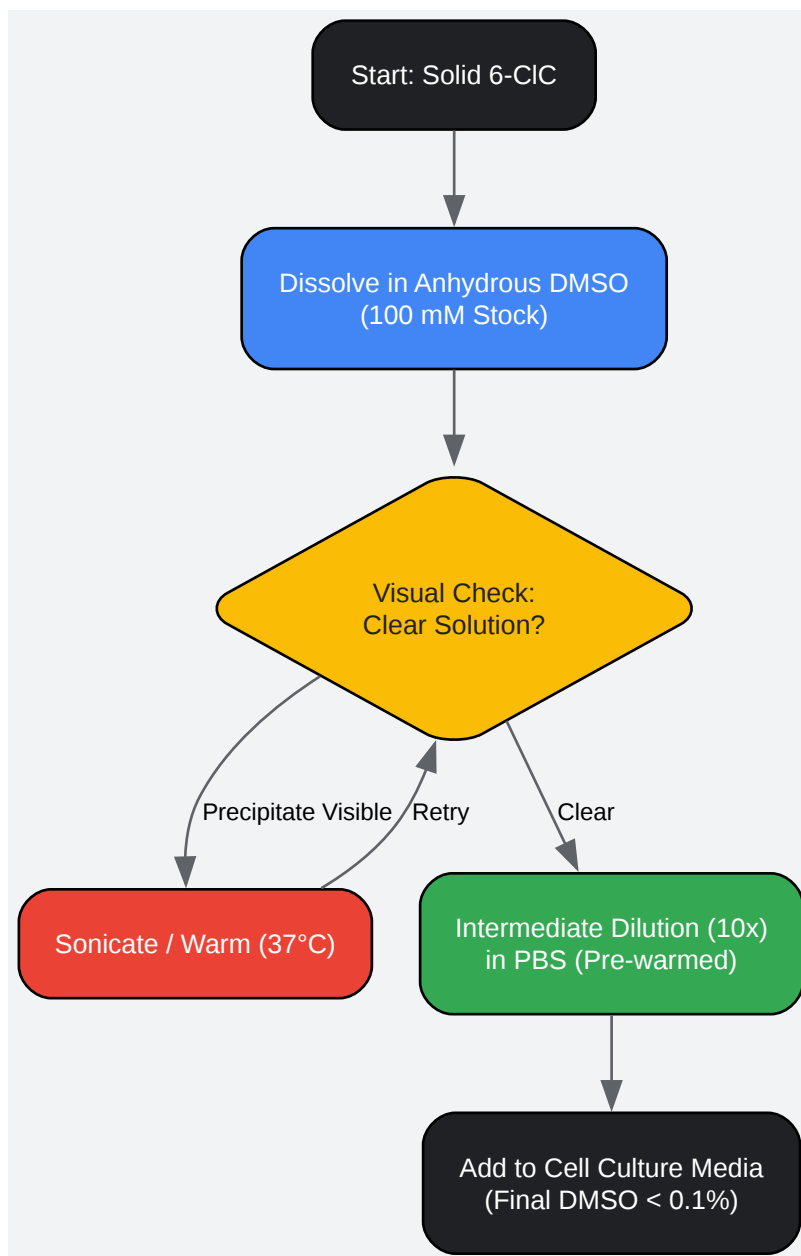 Start: Solid 6-ClC
Dissolve in Anhydrous DMSO
(100 mM Stock)
Visual Check:
Clear Solution?
Precipitate Visible
Retry
Clear
Sonicate / Warm (37°C)
Intermediate Dilution (10x)
in PBS (Pre-warmed)
Add to Cell Culture Media
(Final DMSO < 0.1%)